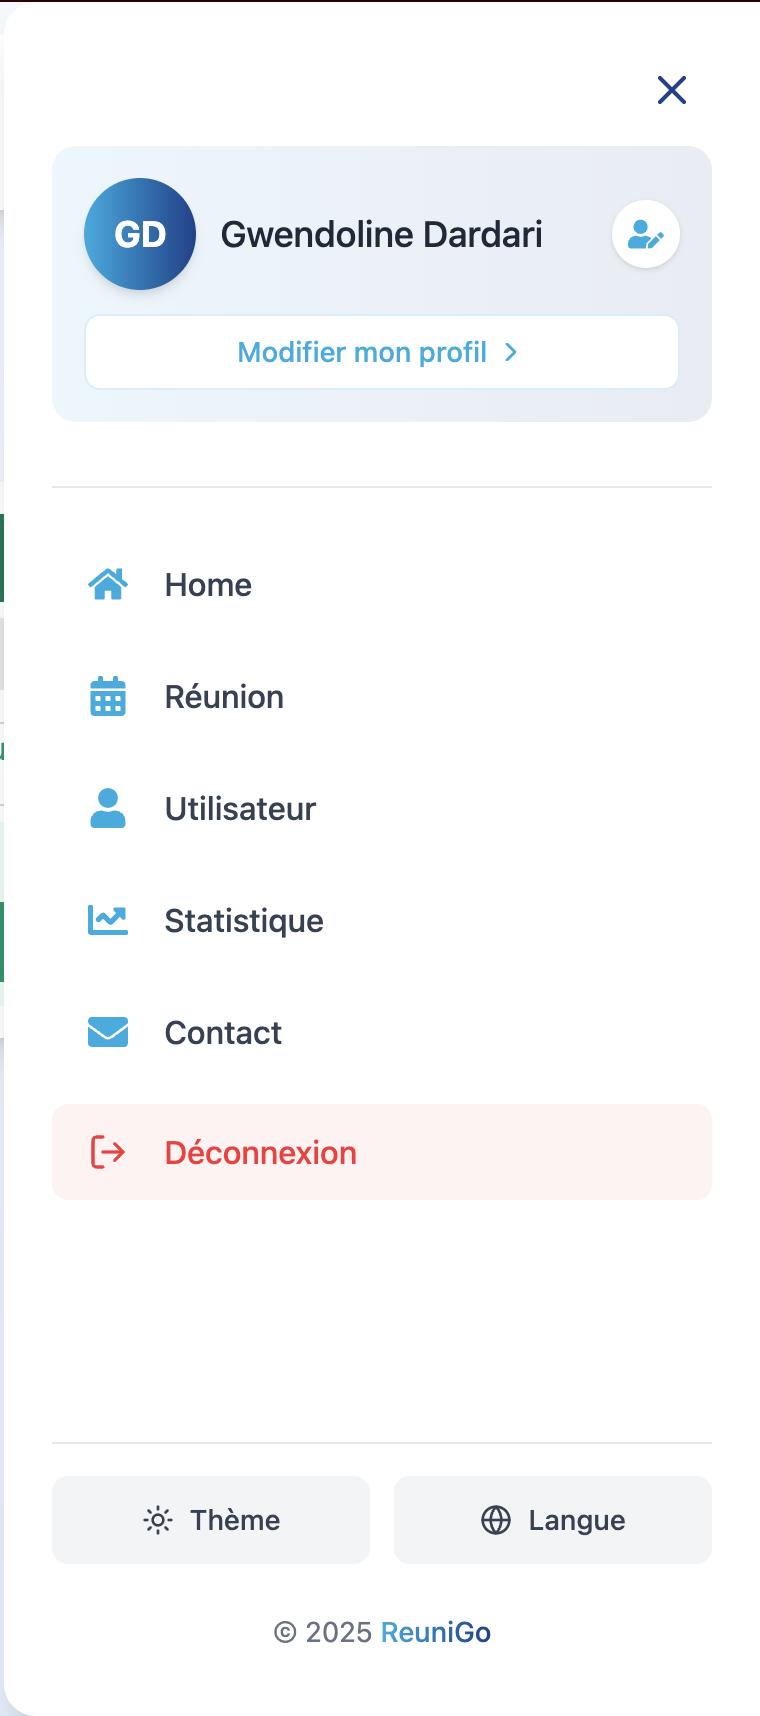 GD
Gwendoline Dardari
Modifier mon profil
Home
Réunion
Utilisateur
Statistique
Contact
Déconnexion
Thème
Langue
© 2025 ReuniGo